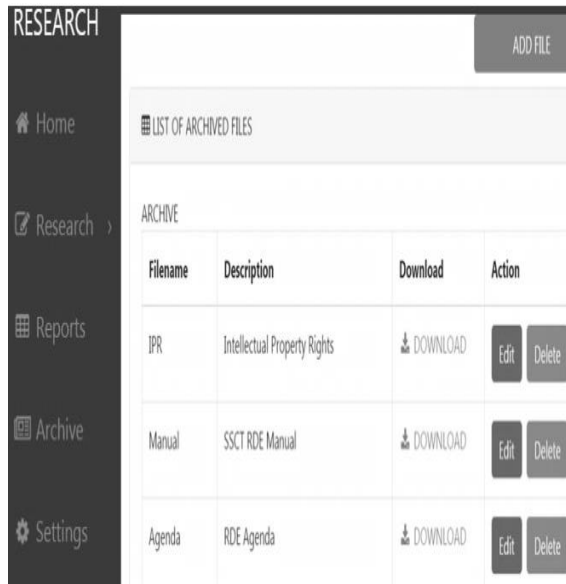 RESEARCH
ADD FILE
Home
LIST OF ARCHIVED FILES
Research
ARCHIVE
Filename Description Download Action
Reports
IPR Intellectual Property Rights DOWNLOAD Edit Delete
Archive
Manual SSCT RDE Manual DOWNLOAD Edit Delete
Settings
Agenda RDE Agenda DOWNLOAD Edit Delete